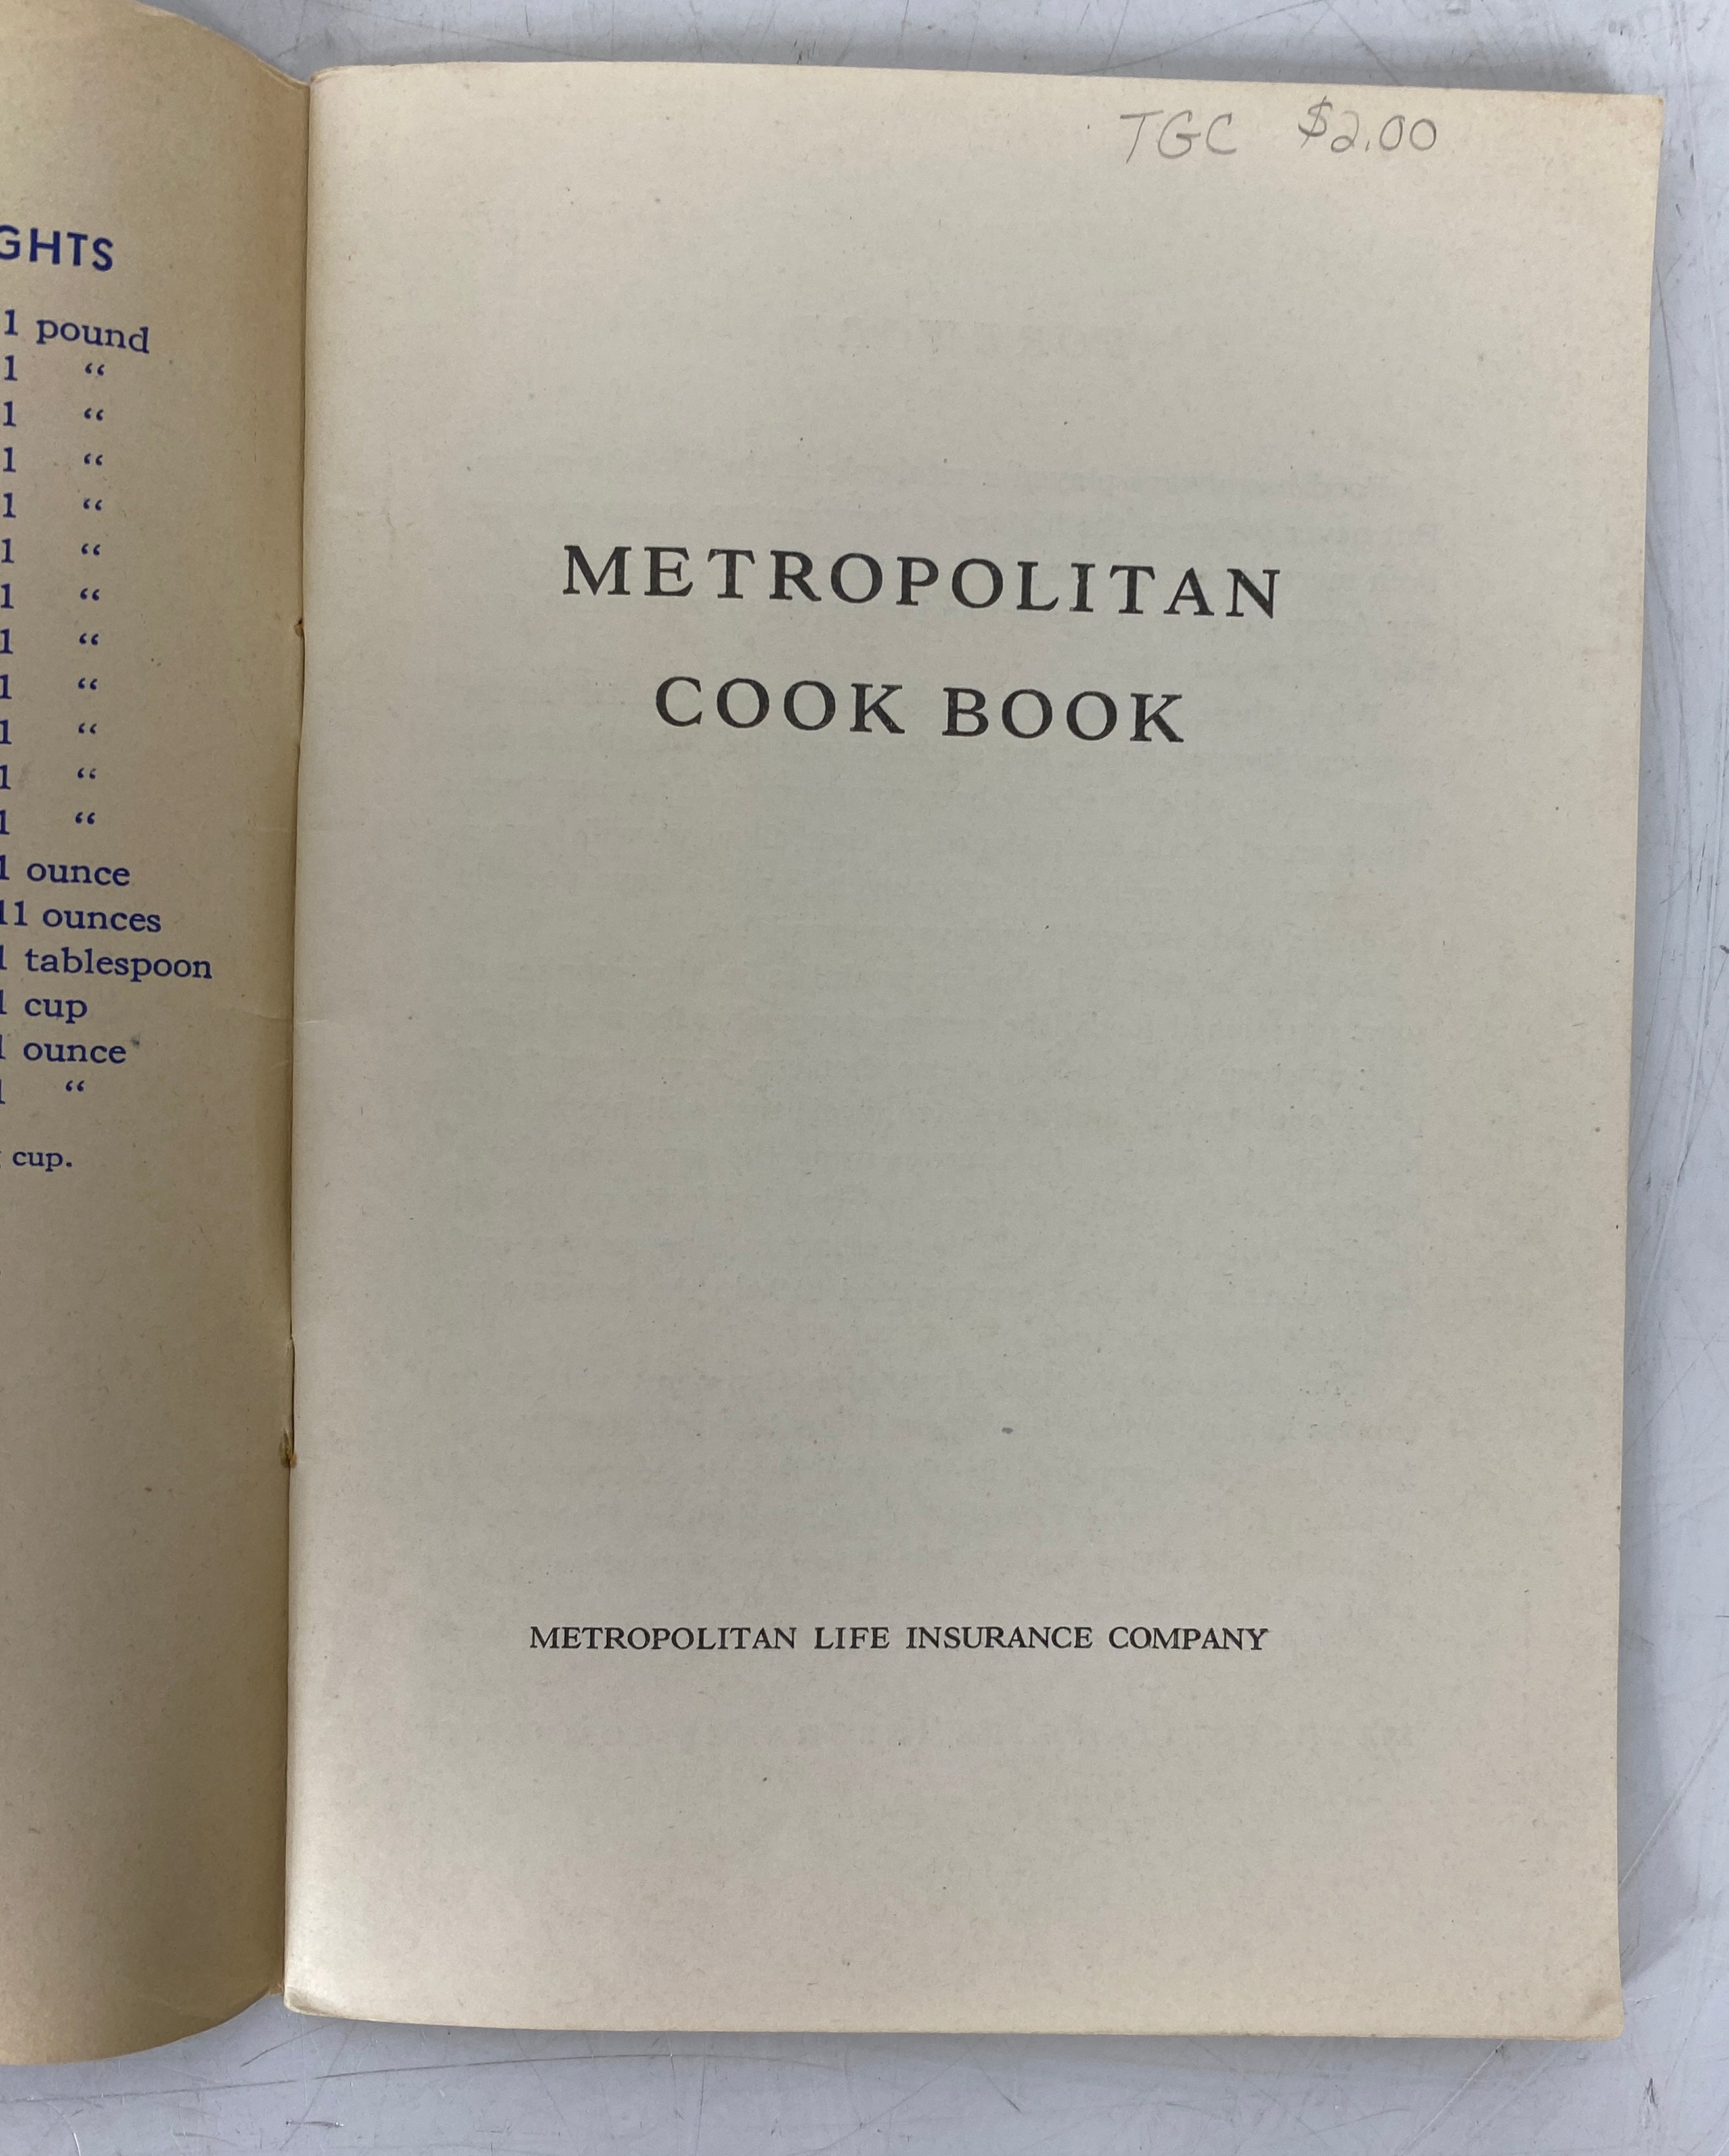 GHTS
1 pound
1 “
1 “
1 “
1 “
1 “
1 “
1 “
1 “
1 “
1 “
1 “
1 ounce
11 ounces
1 tablespoon
1 cup
1 ounce
1 “
cup.
TGC $2.00
METROPOLITAN
COOK BOOK
METROPOLITAN LIFE INSURANCE COMPANY